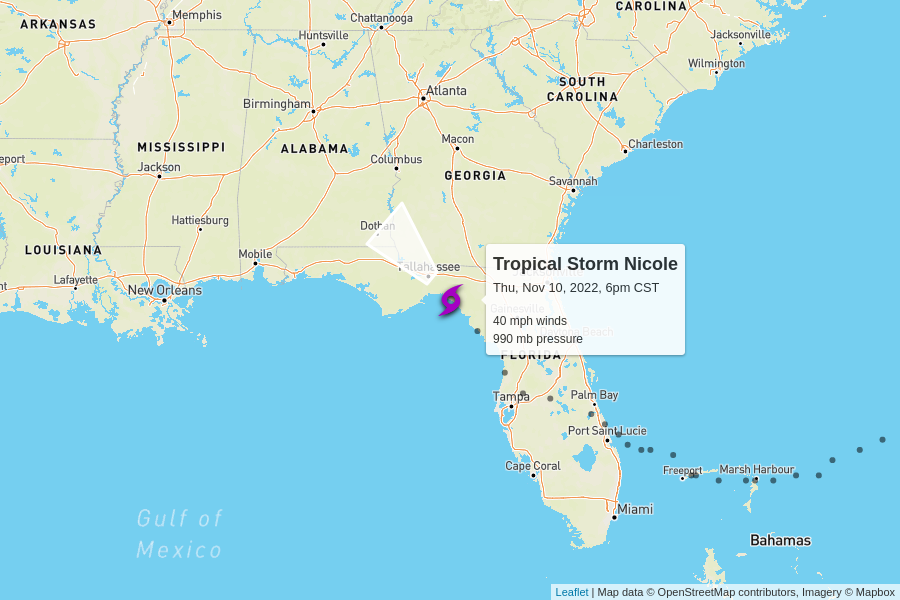 CAROLINA
Memphis
ARKANSAS
Chattanooga
Huntsville
Jacksonville
Wilmington
SOUTH
CAROLINA
Atlanta
Birmingham
Macon
MISSISSIPPI
ALABAMA
Charleston
eport
Jackson
Columbus
GEORGIA
Savannah
Hattiesburg
Dothan
LOUISIANA
Mobile
Tallahassee
Tropical Storm Nicole
Lafayette
New Orleans
Thu, Nov 10, 2022, 6pm CST
Gainesville
40 mph winds
Daytona Beach
990 mb pressure
FLORIDA
Tampa
Palm Bay
Port Saint Lucie
Cape Coral
Freeport
Marsh Harbour
Miami
Gulf of
Mexico
Bahamas
Leaflet | Map data © OpenStreetMap contributors, Imagery © Mapbox